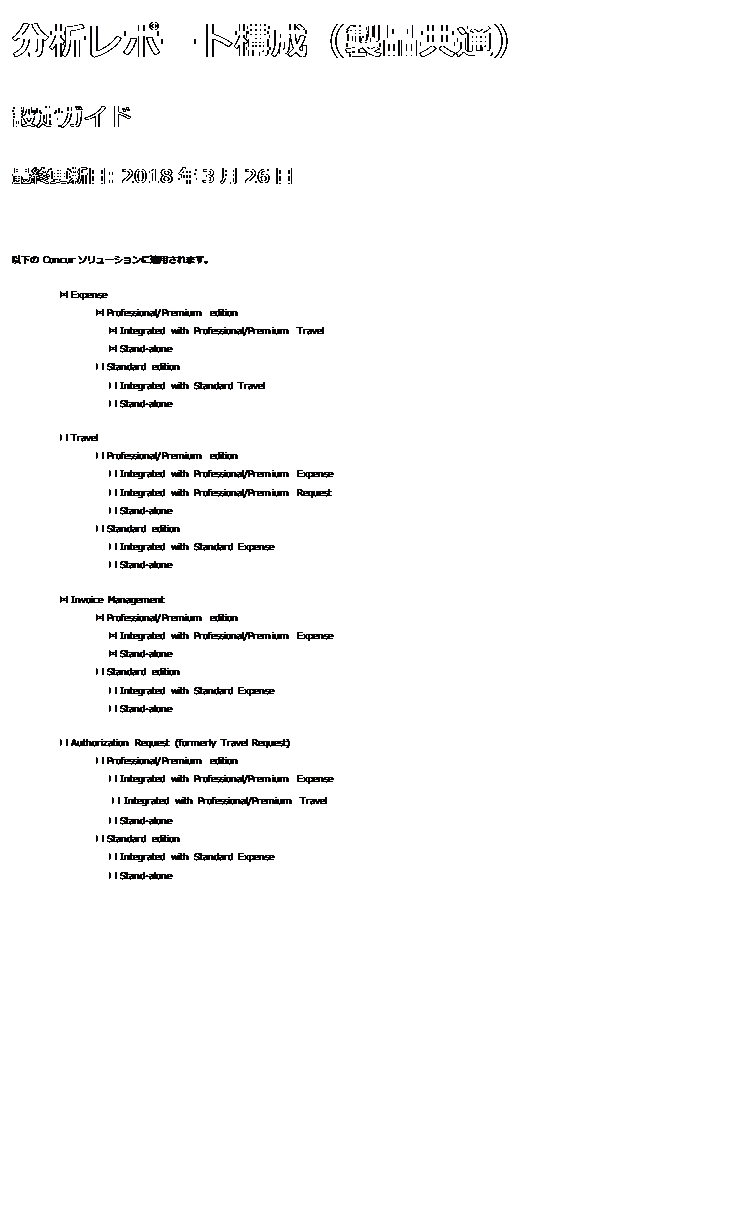 分析レポート構成（製品共通）
設定ガイド
最終更新日: 2018 年 3 月 26 日
以下の Concur ソリューションに適用されます。
☒ Expense
☒ Professional/Premium edition
☒ Integrated with Professional/Premium Travel
☒ Stand-alone
☐ Standard edition
☐ Integrated with Standard Travel
☐ Stand-alone
☐ Travel
☐ Professional/Premium edition
☐ Integrated with Professional/Premium Expense
☐ Integrated with Professional/Premium Request
☐ Stand-alone
☐ Standard edition
☐ Integrated with Standard Expense
☐ Stand-alone
☒ Invoice Management
☒ Professional/Premium edition
☒ Integrated with Professional/Premium Expense
☒ Stand-alone
☐ Standard edition
☐ Integrated with Standard Expense
☐ Stand-alone
☐ Authorization Request (formerly Travel Request)
☐ Professional/Premium edition
☐ Integrated with Professional/Premium Expense
☐ Integrated with Professional/Premium Travel
☐ Stand-alone
☐ Standard edition
☐ Integrated with Standard Expense
☐ Stand-alone